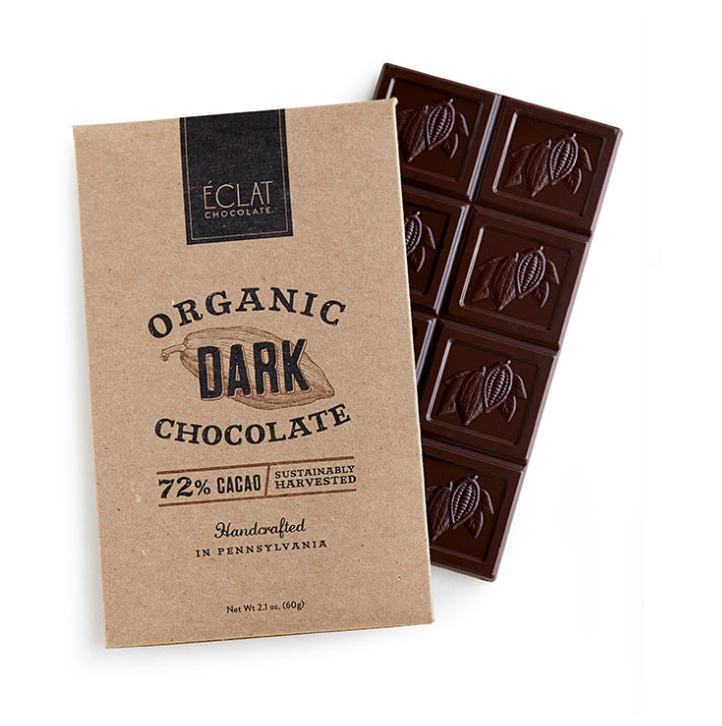 ÉCLAT
CHOCOLATE
ORGANIC
DARK
CHOCOLATE
72% CACAO
SUSTAINABLY
HARVESTED
Handcrafted
IN PENNSYLVANIA
Net Wt 2.1 oz. (60g)